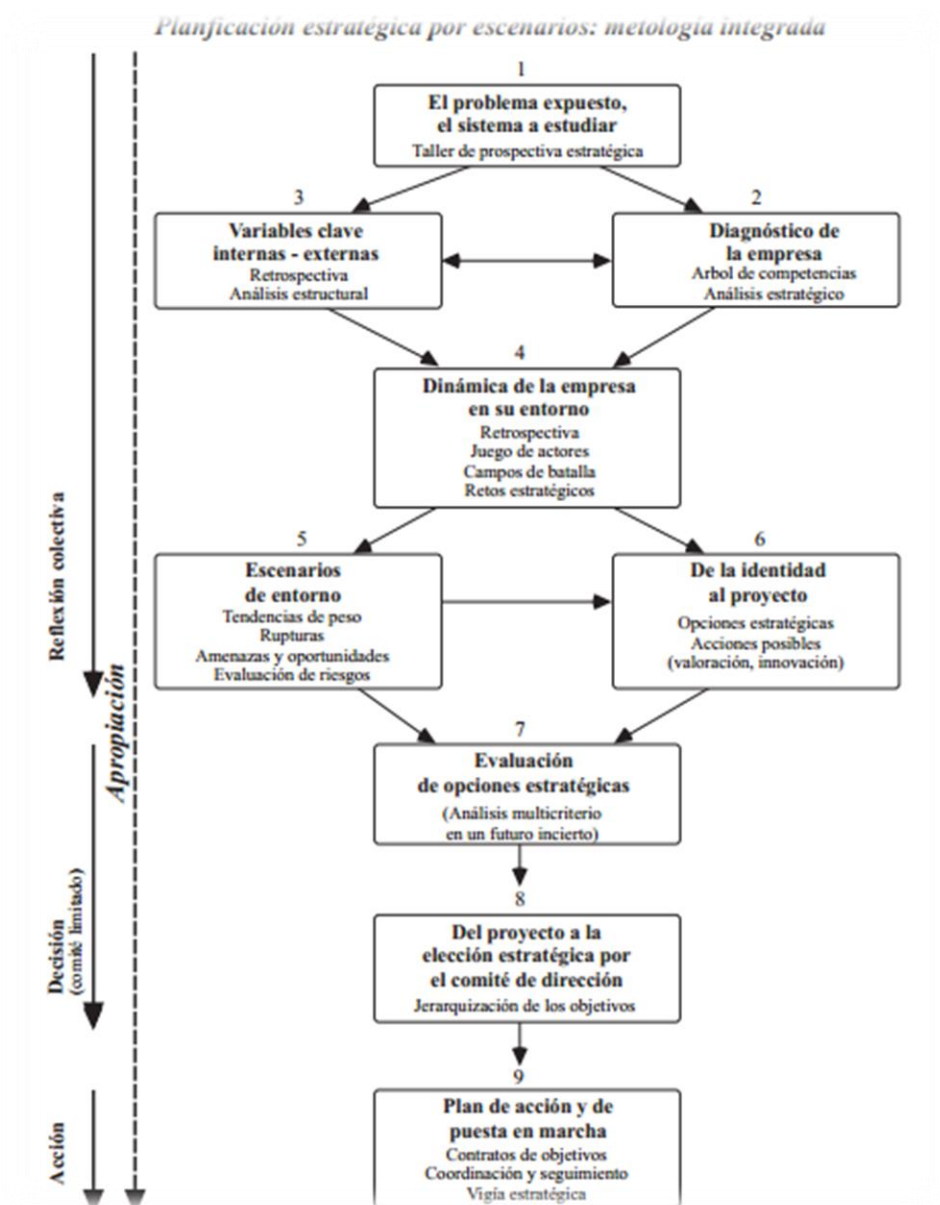 Planficación estratégica por escenarios: metología integrada
1
El problema expuesto,
el sistema a estudiar
Taller de prospectiva estratégica
3
Variables clave
internas - externas
Retrospectiva
Análisis estructural
2
Diagnóstico de
la empresa
Arbol de competencias
Análisis estratégico
4
Dinámica de la empresa
en su entorno
Retrospectiva
Juego de actores
Campos de batalla
Retos estratégicos
5
Escenarios
de entorno
Tendencias de peso
Rupturas
Amenazas y oportunidades
Evaluación de riesgos
6
De la identidad
al proyecto
Opciones estratégicas
Acciones posibles
(valoración, innovación)
7
Evaluación
de opciones estratégicas
(Análisis multicriterio
en un futuro incierto)
8
Del proyecto a la
elección estratégica por
el comité de dirección
Jerarquización de los objetivos
9
Plan de acción y de
puesta en marcha
Contratos de objetivos
Coordinación y seguimiento
Vigía estratégica
Reflexión colectiva
Apropiación
Decisión
(comité limitado)
Acción